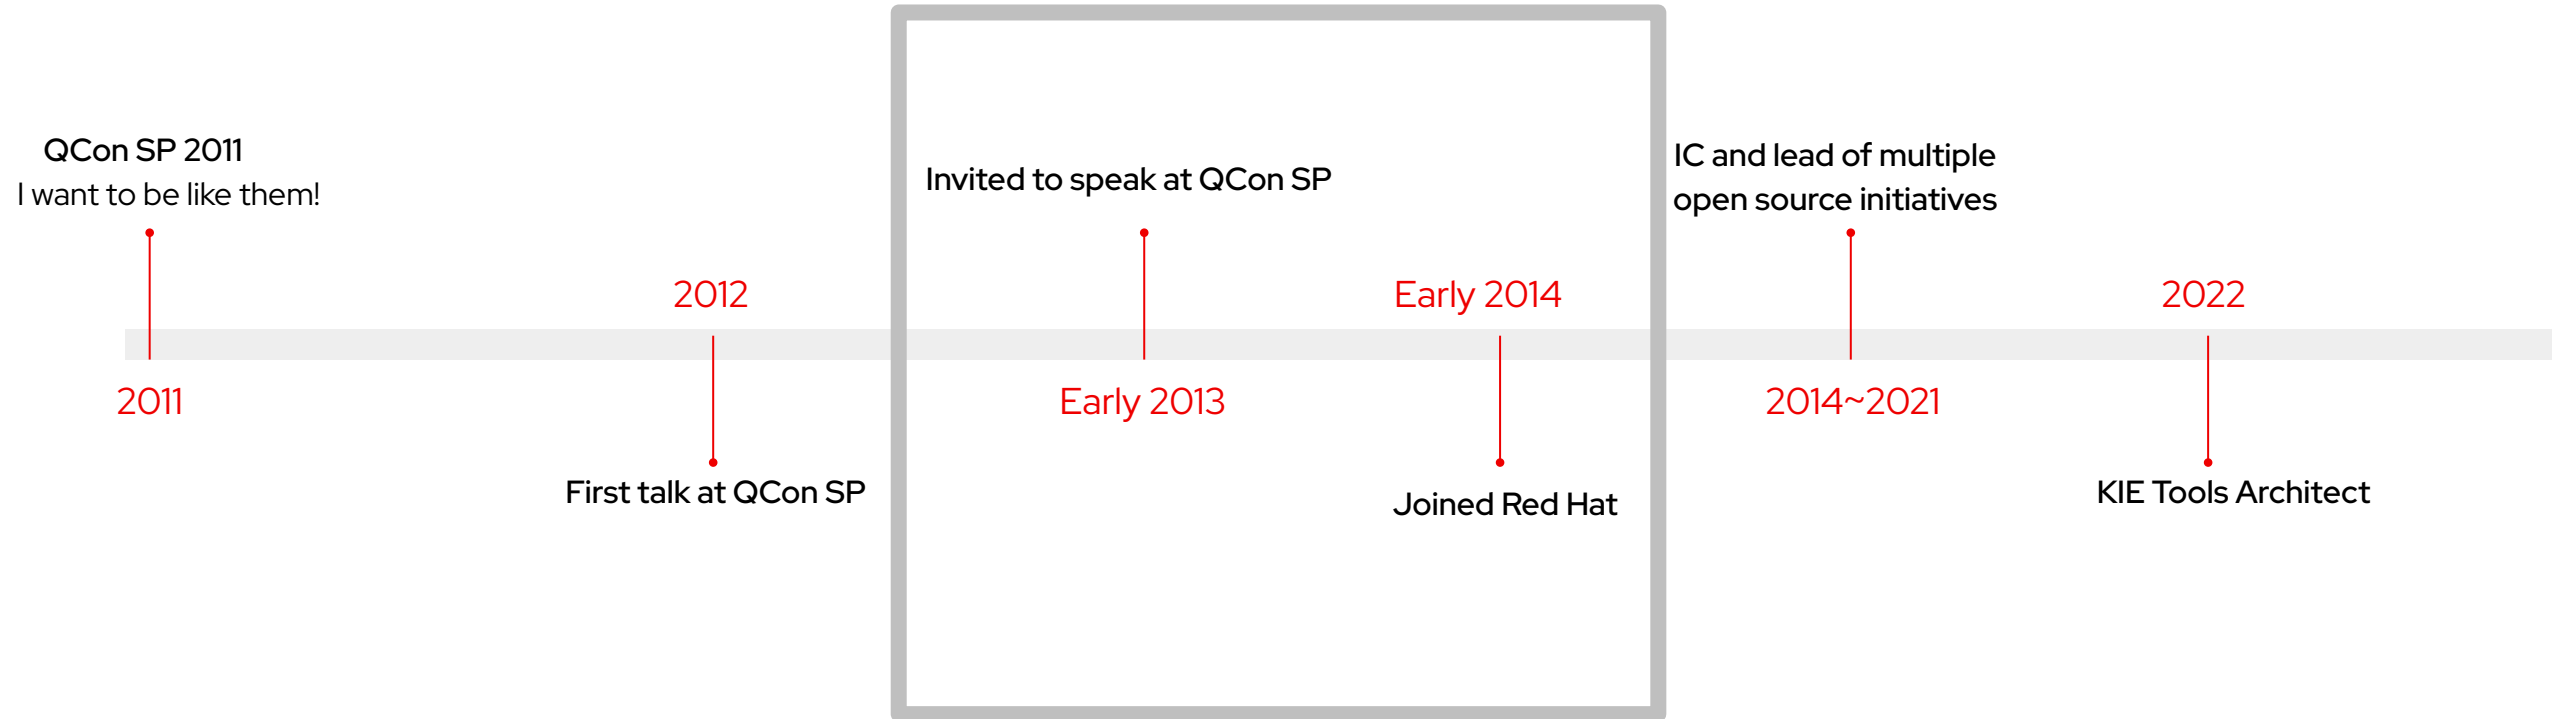 QCon SP 2011
I want to be like them!
2011
2012
First talk at QCon SP
Invited to speak at QCon SP
Early 2013
Early 2014
Joined Red Hat
IC and lead of multiple
open source initiatives
2014~2021
2022
KIE Tools Architect